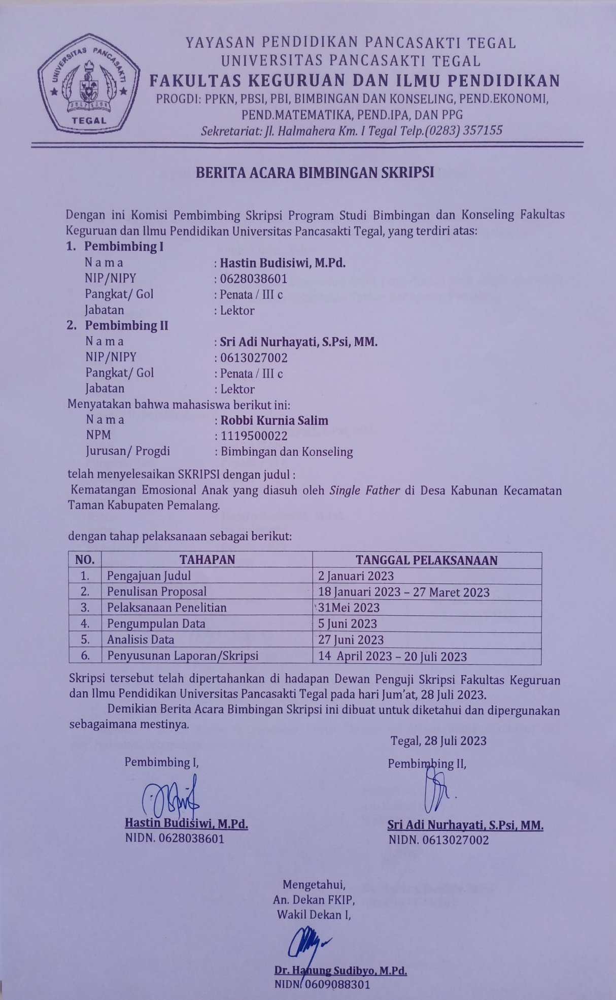 UNIVERSITAS PANCASAKTI
TEGAL
YAYASAN PENDIDIKAN PANCASAKTI TEGAL
UNIVERSITAS PANCASAKTI TEGAL
FAKULTAS KEGURUAN DAN ILMU PENDIDIKAN
PROGDI: PPKN, PBSI, PBI, BIMBINGAN DAN KONSELING, PEND.EKONOMI,
PEND.MATEMATIKA, PEND.IPA, DAN PPG
Sekretariat: Jl. Halmahera Km. I Tegal Telp.(0283) 357155
BERITA ACARA BIMBINGAN SKRIPSI
Dengan ini Komisi Pembimbing Skripsi Program Studi Bimbingan dan Konseling Fakultas
Keguruan dan Ilmu Pendidikan Universitas Pancasakti Tegal, yang terdiri atas:
1. Pembimbing I
N a m a : Hastin Budisiwi, M.Pd.
NIP/NIPY : 0628038601
Pangkat/ Gol : Penata / III c
Jabatan : Lektor
2. Pembimbing II
N a m a : Sri Adi Nurhayati, S.Psi, MM.
NIP/NIPY : 0613027002
Pangkat/ Gol : Penata / III c
Jabatan : Lektor
Menyatakan bahwa mahasiswa berikut ini:
N a m a : Robbi Kurnia Salim
NPM : 1119500022
Jurusan/ Progdi : Bimbingan dan Konseling
telah menyelesaikan SKRIPSI dengan judul :
Kematangan Emosional Anak yang diasuh oleh Single Father di Desa Kabunan Kecamatan
Taman Kabupaten Pemalang.
dengan tahap pelaksanaan sebagai berikut:
NO. TAHAPAN TANGGAL PELAKSANAAN
1. Pengajuan Judul 2 Januari 2023
2. Penulisan Proposal 18 Januari 2023 – 27 Maret 2023
3. Pelaksanaan Penelitian 31Mei 2023
4. Pengumpulan Data 5 Juni 2023
5. Analisis Data 27 Juni 2023
6. Penyusunan Laporan/Skripsi 14 April 2023 – 20 Juli 2023
Skripsi tersebut telah dipertahankan di hadapan Dewan Penguji Skripsi Fakultas Keguruan
dan Ilmu Pendidikan Universitas Pancasakti Tegal pada hari Jum’at, 28 Juli 2023.
Demikian Berita Acara Bimbingan Skripsi ini dibuat untuk diketahui dan dipergunakan
sebagaimana mestinya.
Tegal, 28 Juli 2023
Pembimbing I, Pembimbing II,
Hastin Budisiwi, M.Pd. Sri Adi Nurhayati, S.Psi, MM.
NIDN. 0628038601 NIDN. 0613027002
Mengetahui,
An. Dekan FKIP,
Wakil Dekan I,
Dr. Hanung Sudibyo, M.Pd.
NIDN. 0609088301